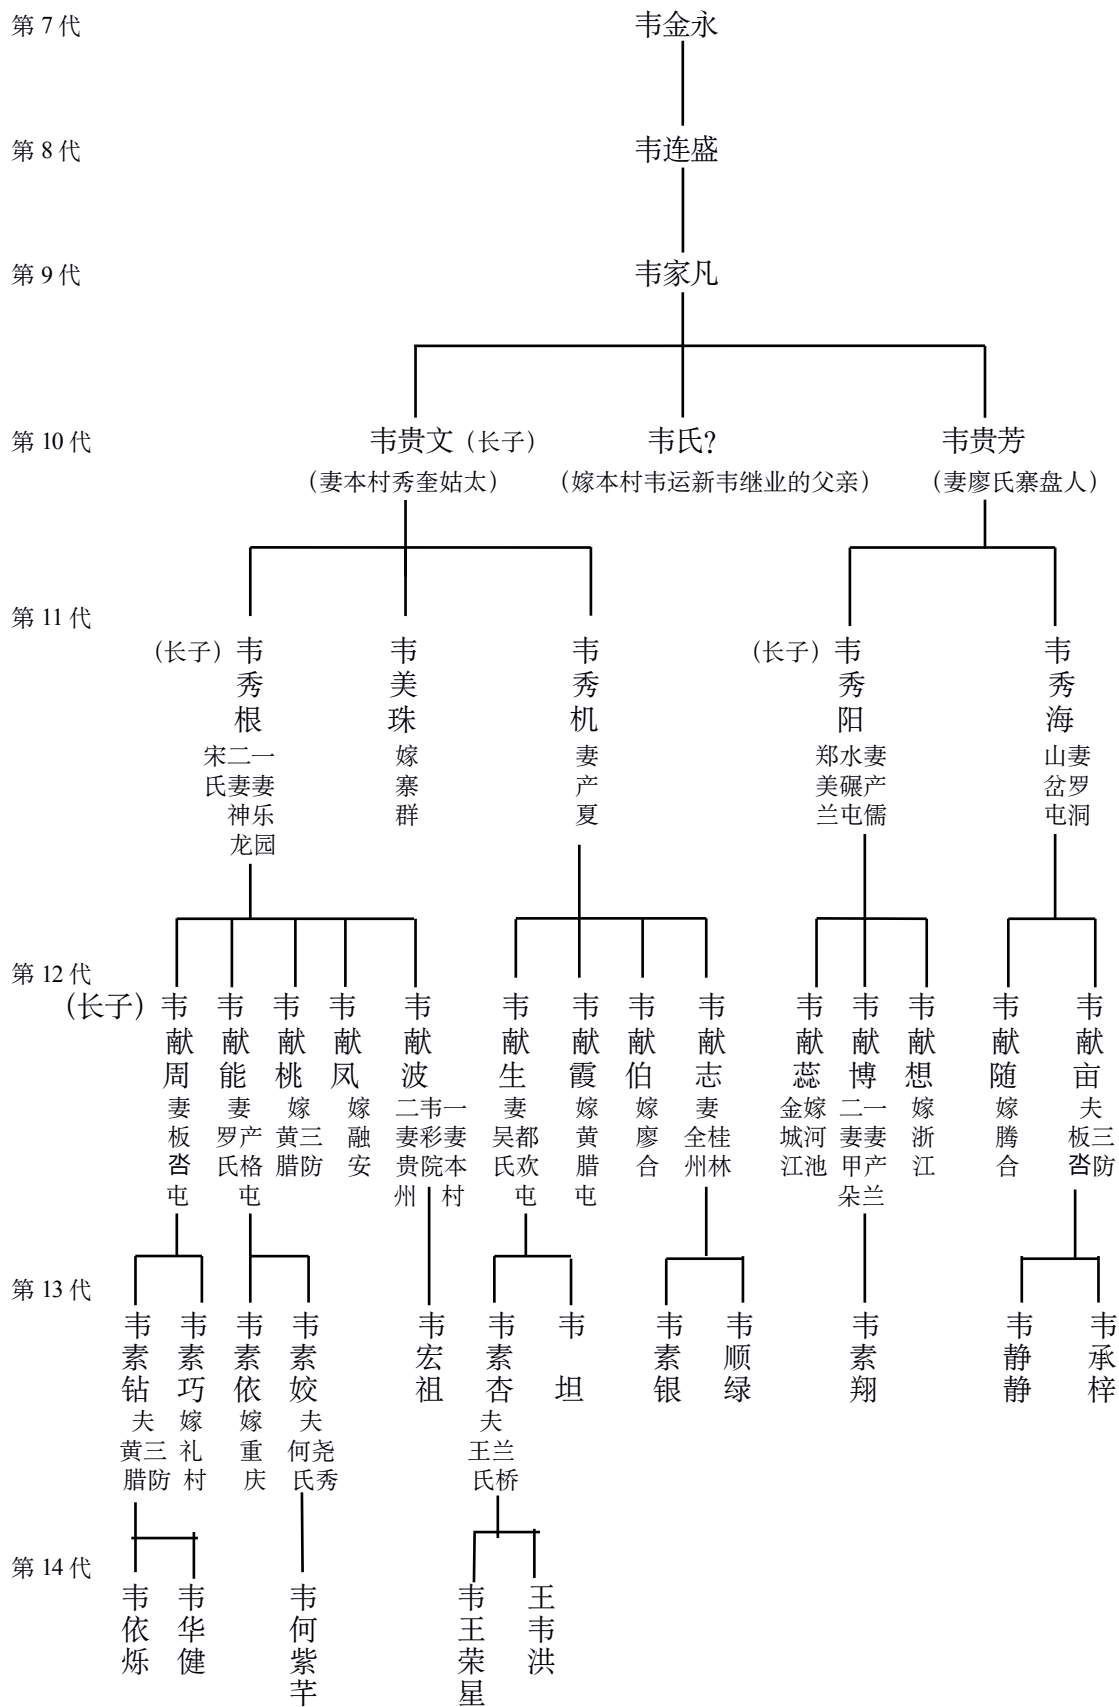 第 7 代
韦金永
第 8 代
韦连盛
第 9 代
韦家凡
第 10 代
韦贵文（长子）
（妻本村秀奎姑太）
韦氏？
（嫁本村韦运新韦继业的父亲）
韦贵芳
（妻廖氏寨盘人）
第 11 代
（长子）
韦秀根
一妻乐园
二妻神龙
宋氏
韦美珠
嫁寨群
韦秀机
妻产夏
（长子）
韦秀阳
妻产儒
水碾屯
郑美兰
韦秀海
妻罗洞
山岔屯
第 12 代
（长子）
韦献周
妻板沓屯
韦献能
妻产格屯
罗氏
韦献桃
嫁三防
黄腊
韦献凤
嫁融安
韦献波
一妻本村
韦彩院
二妻贵州
韦献生
妻都欢屯
吴氏
韦献霞
嫁黄腊屯
韦献伯
嫁廖合
韦献志
妻桂林
全州
韦献蕊
嫁河池
金城江
韦献博
一妻产兰
二妻甲朵
韦献想
嫁浙江
韦献随
嫁腾合
韦献亩
夫三防
板沓
第 13 代
韦素钻
夫三防
黄腊
韦素巧
嫁礼村
韦素依
嫁重庆
韦素姣
夫尧秀
何氏
韦宏祖
韦素杏
夫兰桥
王氏
韦坦
韦素银
韦顺绿
韦素翔
韦静静
韦承梓
第 14 代
韦依烁
韦华健
韦何紫芊
韦王荣星
王韦洪